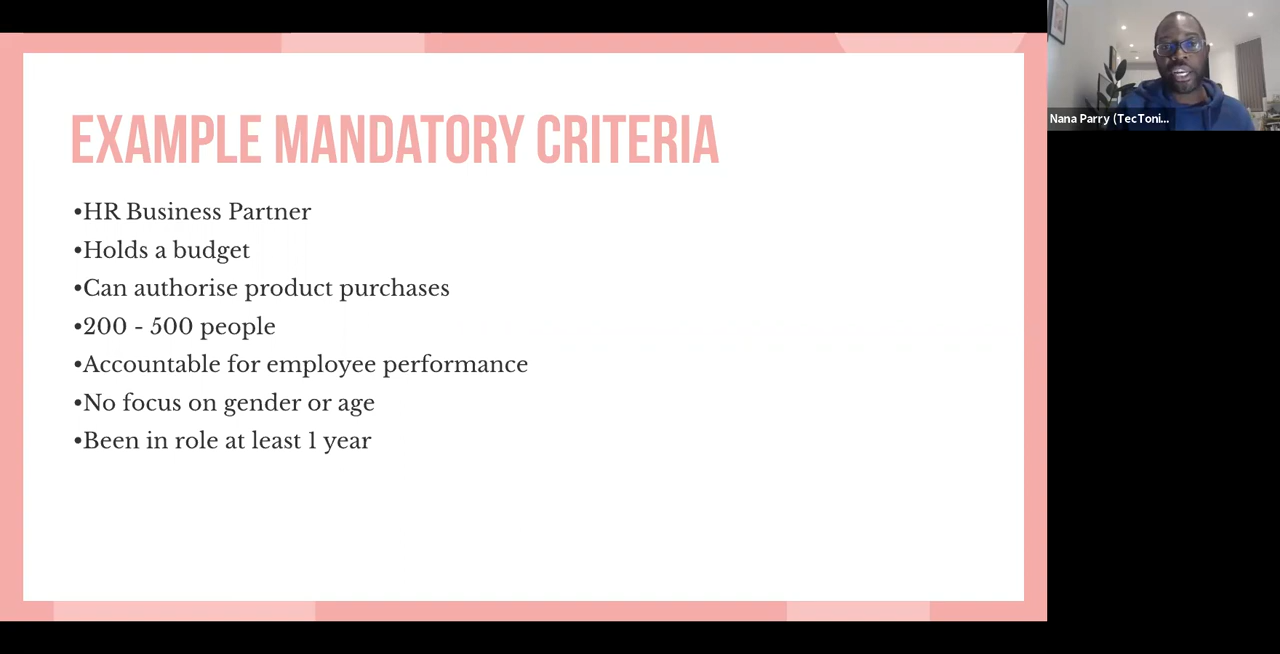 EXAMPLE MANDATORY CRITERIA
•HR Business Partner
•Holds a budget
•Can authorise product purchases
•200 - 500 people
•Accountable for employee performance
•No focus on gender or age
•Been in role at least 1 year
Nana Parry (TecToni...